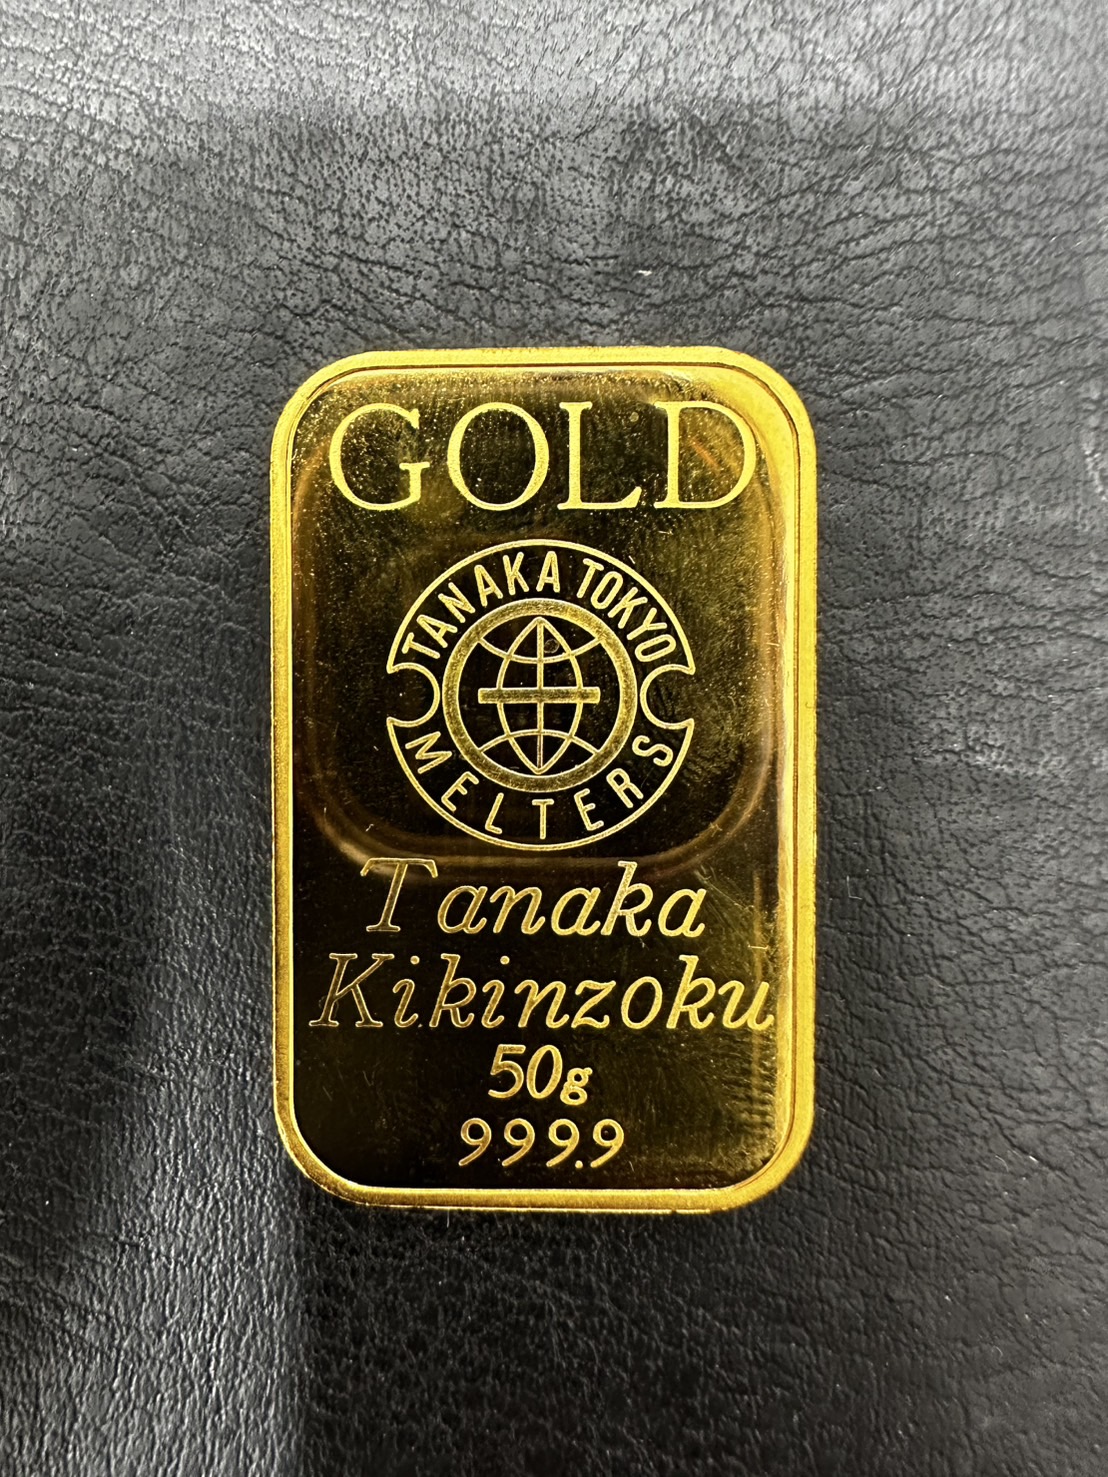 GOLD
TANAKA TOKYO
MELTERS
Tanaka
Kikinzoku
50g
999.9